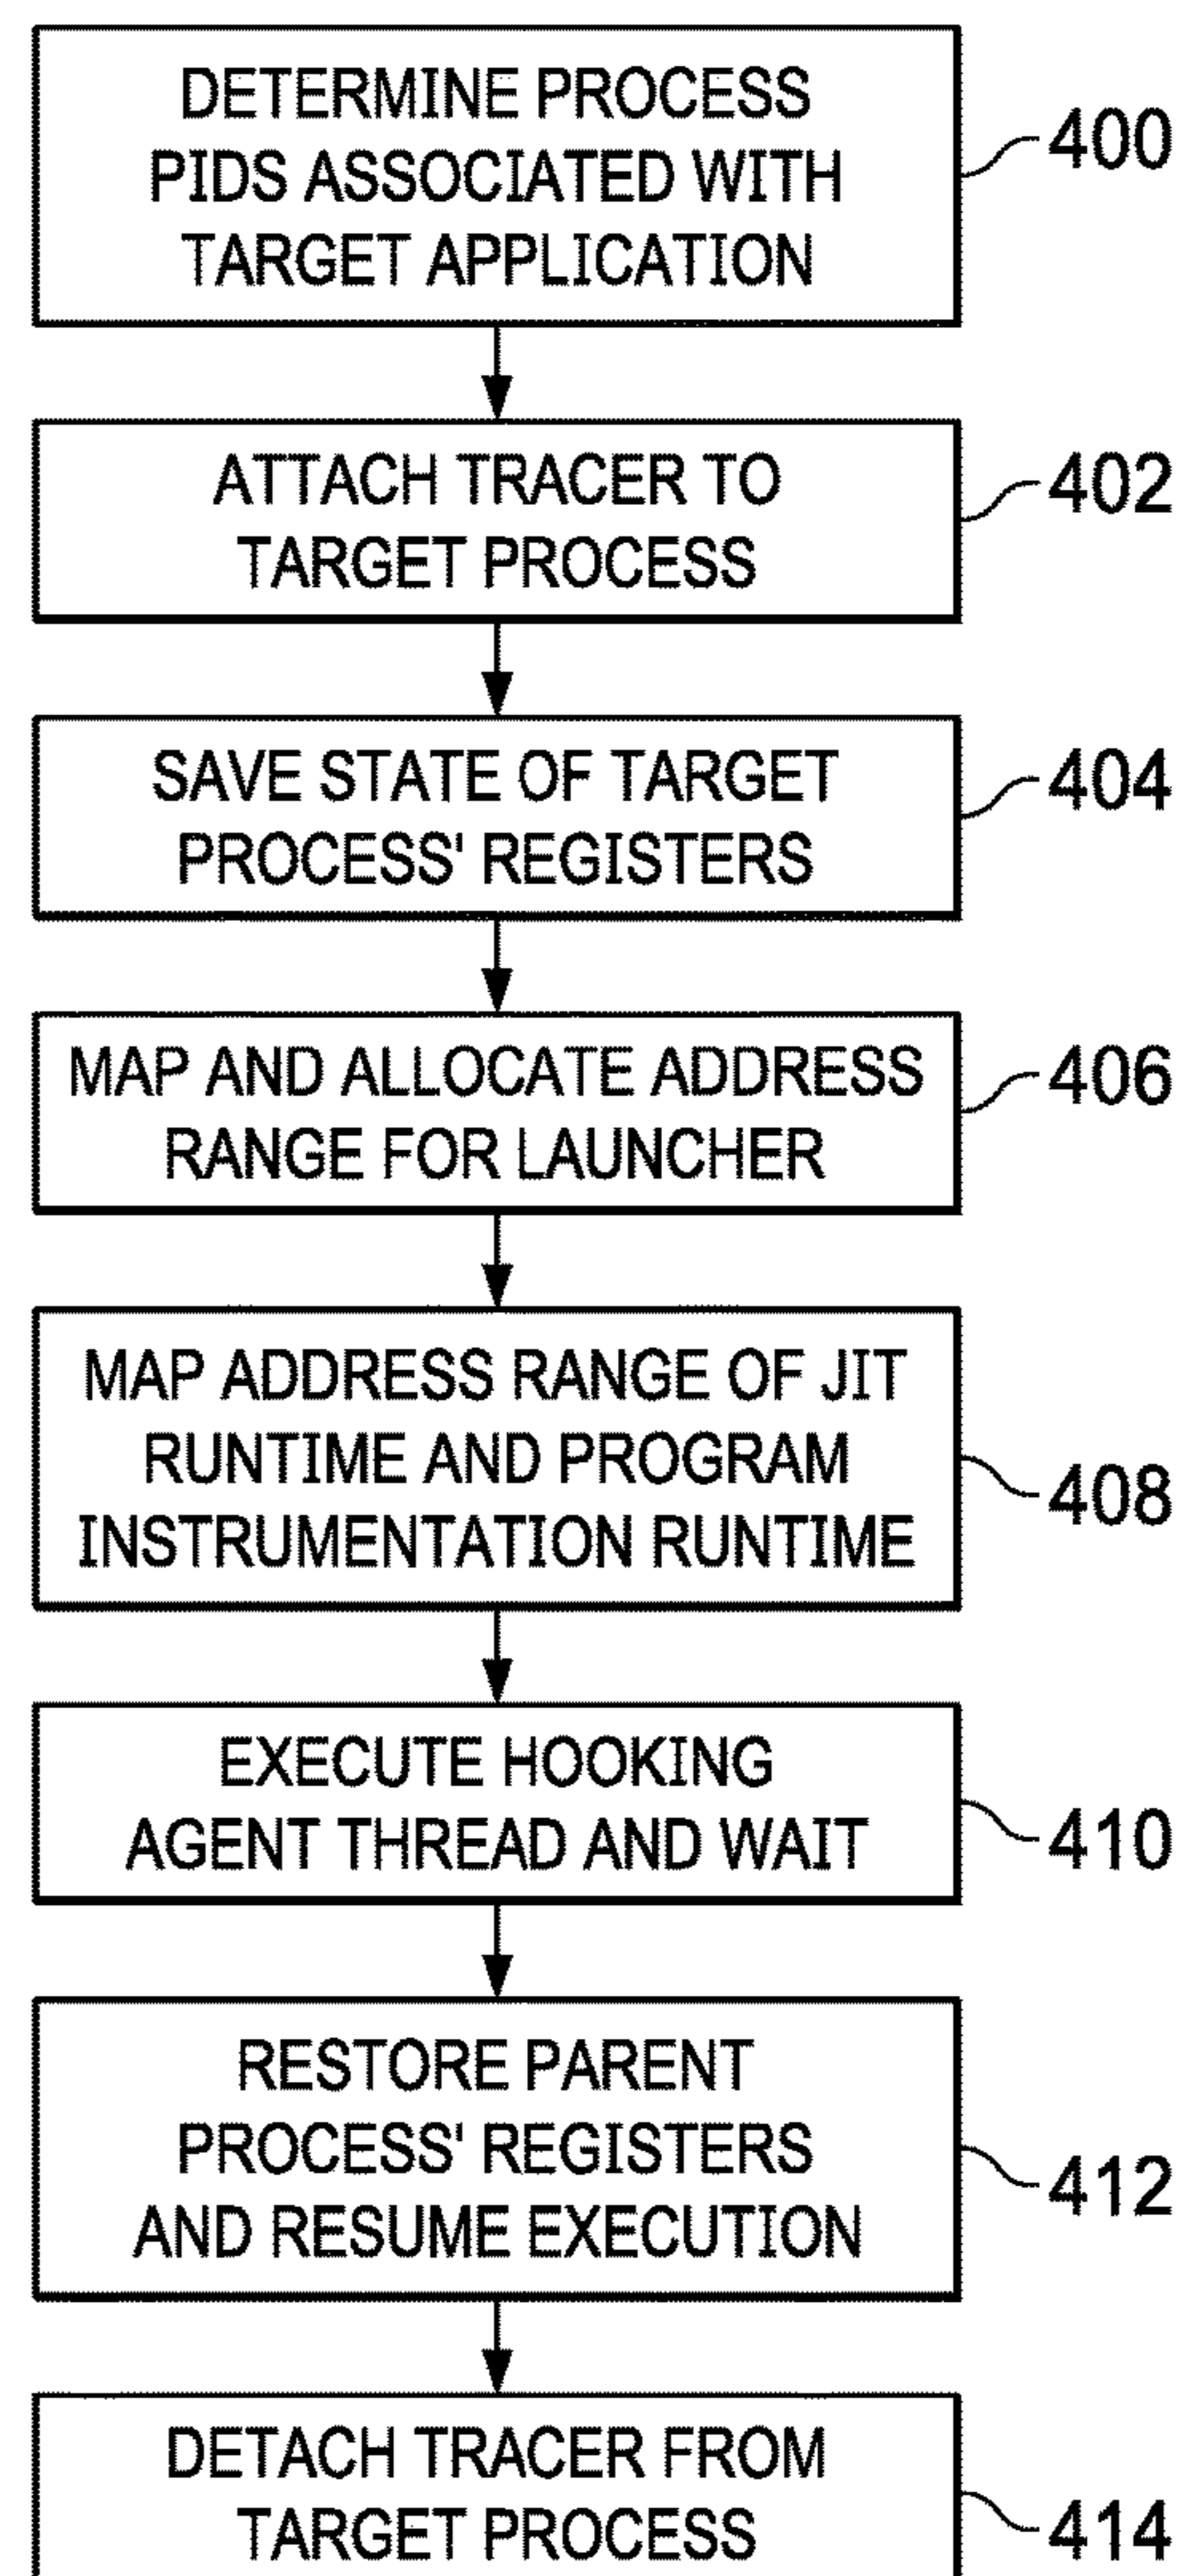 DETERMINE PROCESS
PIDS ASSOCIATED WITH
TARGET APPLICATION
400
ATTACH TRACER TO
TARGET PROCESS
402
SAVE STATE OF TARGET
PROCESS' REGISTERS
404
MAP AND ALLOCATE ADDRESS
RANGE FOR LAUNCHER
406
MAP ADDRESS RANGE OF JIT
RUNTIME AND PROGRAM
INSTRUMENTATION RUNTIME
408
EXECUTE HOOKING
AGENT THREAD AND WAIT
410
RESTORE PARENT
PROCESS' REGISTERS
AND RESUME EXECUTION
412
DETACH TRACER FROM
TARGET PROCESS
414